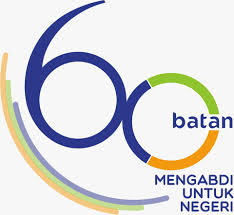 60
batan
MENGABDI
UNTUK
NEGERI